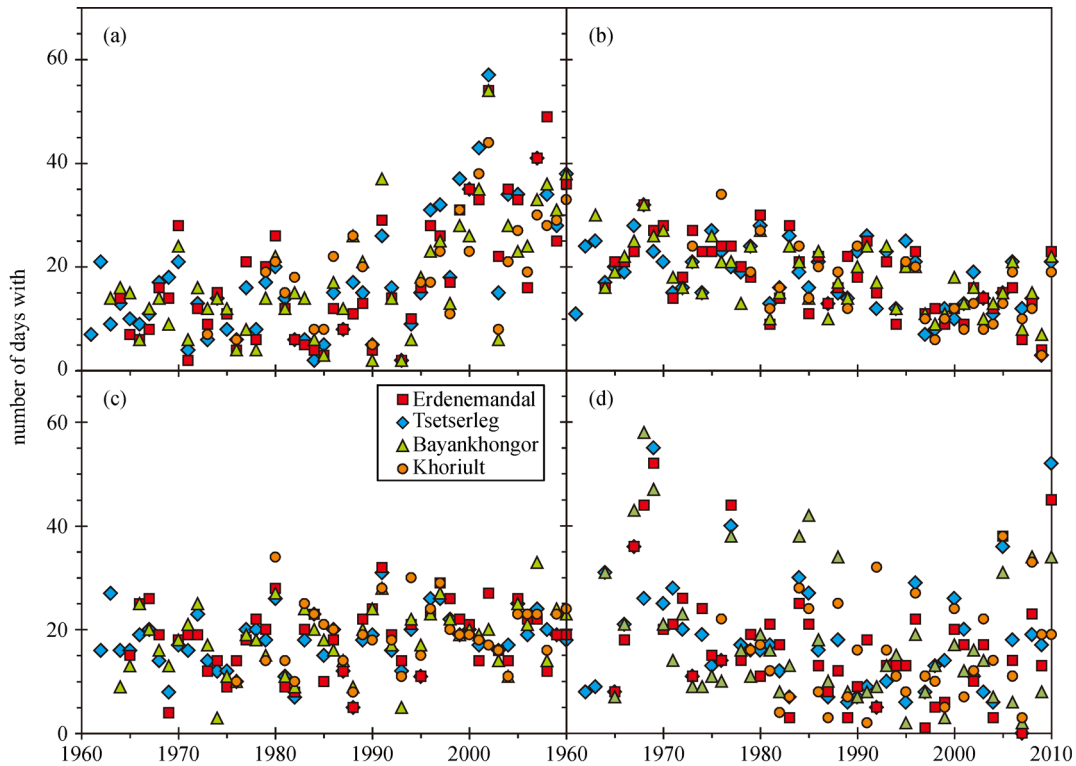 (a)
(b)
60
40
20
0
number of days with
(c)
(d)
Erdenemandal
Tsetserleg
Bayankhongor
Khoriult
60
40
20
0
1960 1970 1980 1990 2000 1960 1970 1980 1990 2000 2010